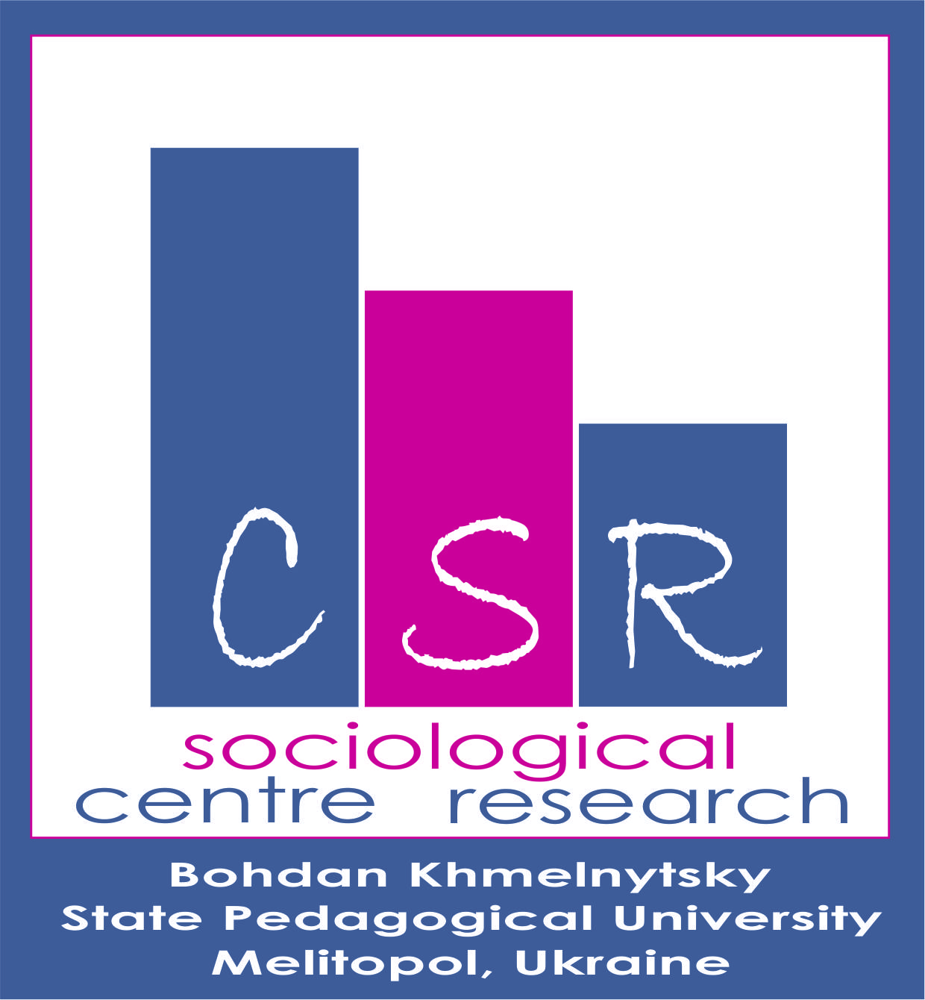 CSR
sociological
centre research
Bohdan Khmelnytsky
State Pedagogical University
Melitopol, Ukraine